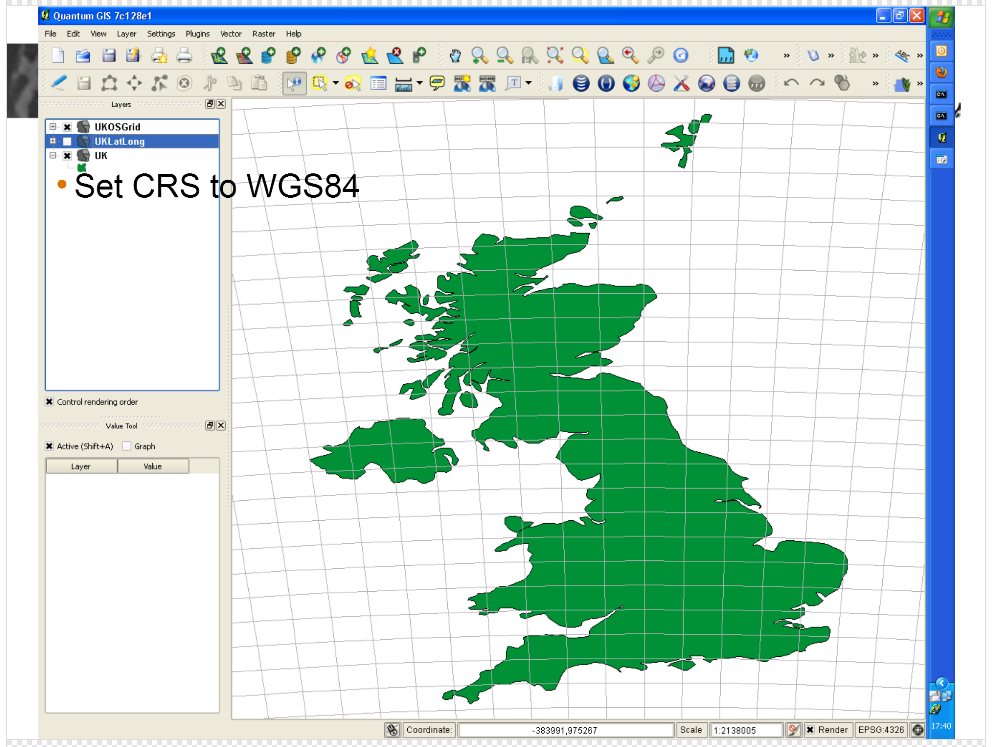 Quantum GIS 7c128e1
File Edit View Layer Settings Plugins Vector Raster Help
Layers
UKOSGrid
UKLatLong
UK
• Set CRS to WGS84
Control rendering order
Value Tool
Active (Shift+A) Graph
Layer Value
Coordinate: -383991,975267 Scale 1:2138005 Render EPSG:4326
17:40